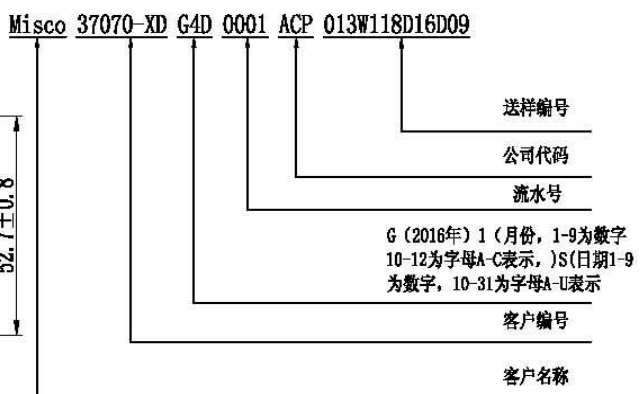 Misco 37070-XD G4D 0001 ACP 013W118D16D09
送样编号
公司代码
流水号
52.7±0.8
G（2016年）1（月份，1-9为数字
10-12为字母A-C表示，)S(日期1-9
为数字，10-31为字母A-U表示
客户编号
客户名称